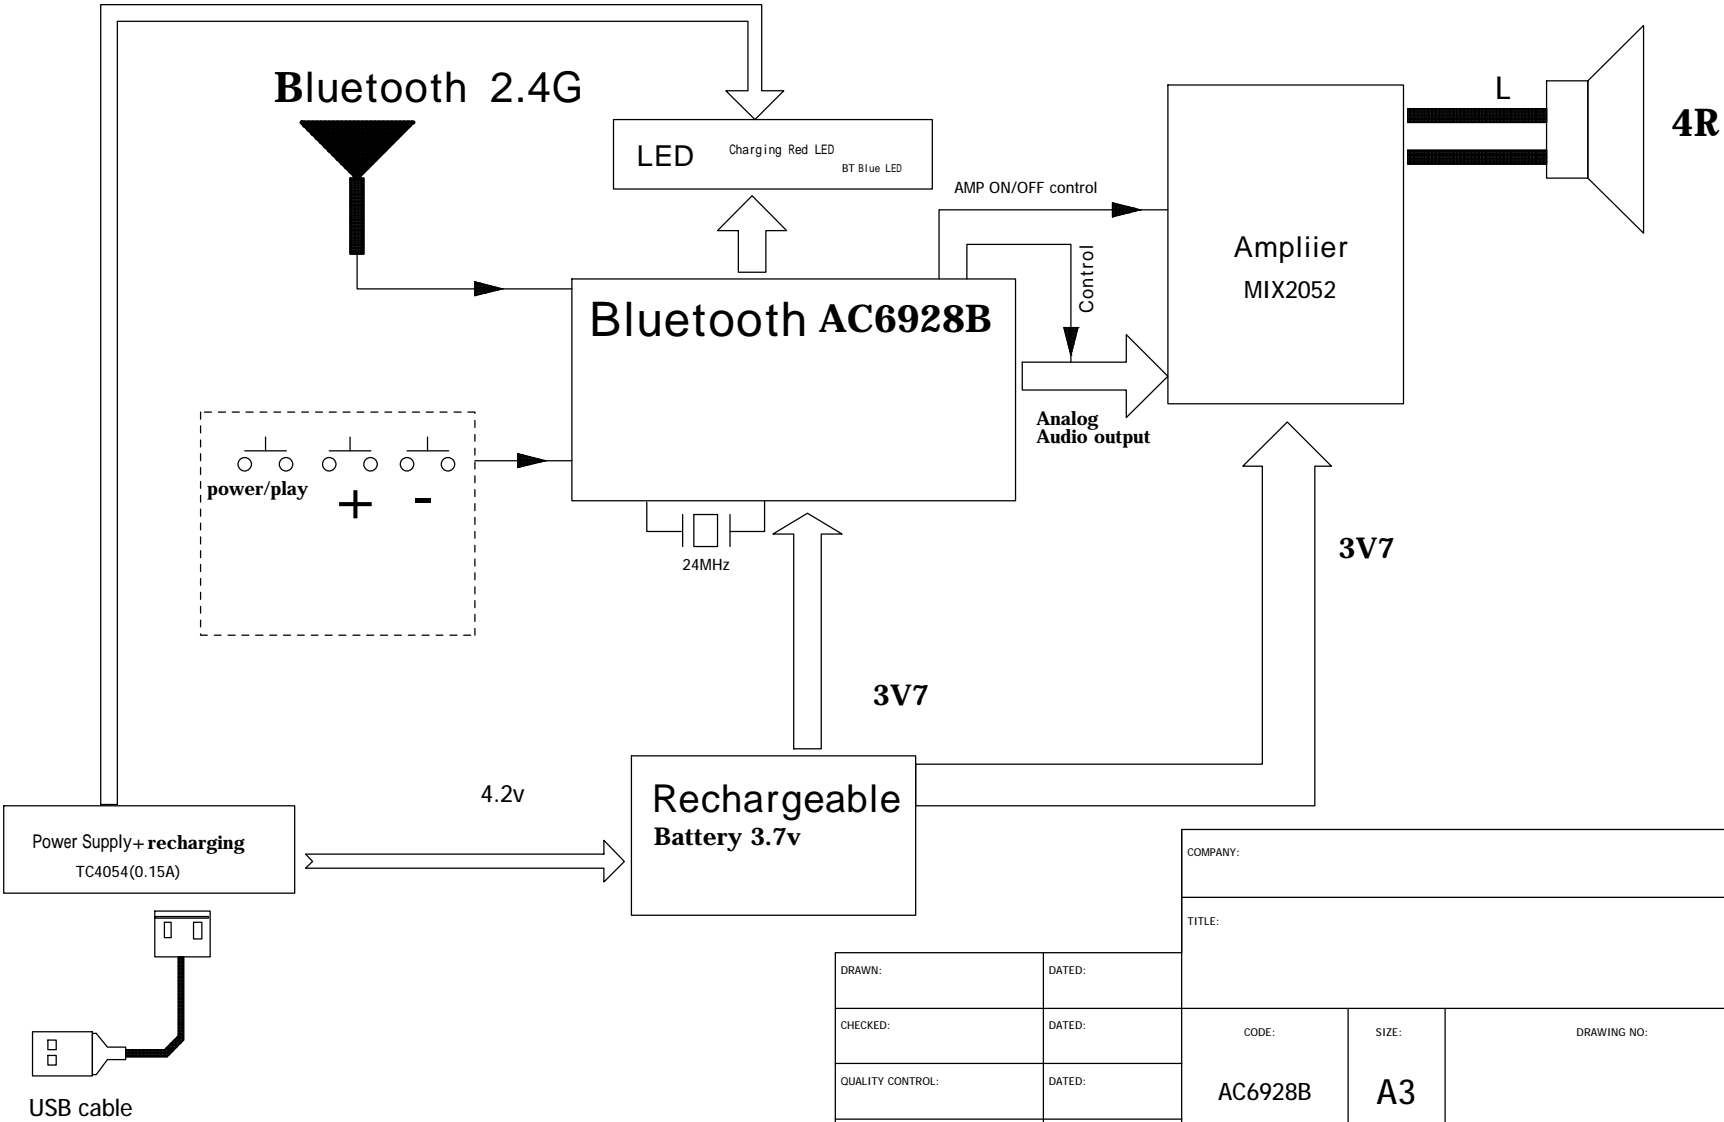 Bluetooth 2.4G
LED
Charging Red LED
BT Blue LED
L
4R
AMP ON/OFF control
Control
Ampliier
MIX2052
Bluetooth AC6928B
Analog
Audio output
power/play
+ -
24MHz
3V7
3V7
4.2v
Rechargeable
Battery 3.7v
Power Supply+recharging
TC4054(0.15A)
USB cable
COMPANY:
TITLE:
DRAWN: DATED:
CHECKED: DATED:
CODE: SIZE: DRAWING NO:
QUALITY CONTROL: DATED:
AC6928B A3